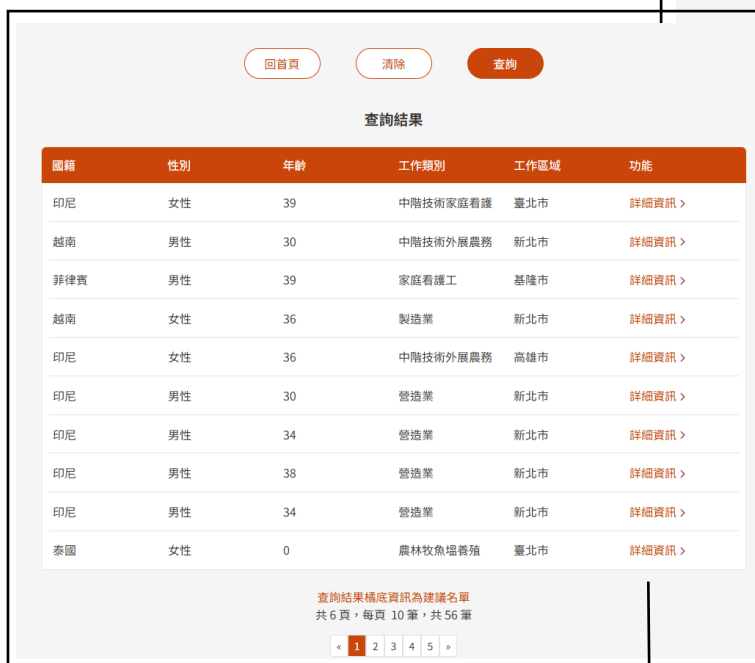 回首頁 清除 查詢
查詢結果
國籍 性別 年齡 工作類別 工作區域 功能
印尼 女性 39 中階技術家庭看護 臺北市 詳細資訊 >
越南 男性 30 中階技術外展農務 新北市 詳細資訊 >
菲律賓 男性 39 家庭看護工 基隆市 詳細資訊 >
越南 女性 36 製造業 新北市 詳細資訊 >
印尼 女性 36 中階技術外展農務 高雄市 詳細資訊 >
印尼 男性 30 營造業 新北市 詳細資訊 >
印尼 男性 34 營造業 新北市 詳細資訊 >
印尼 男性 38 營造業 新北市 詳細資訊 >
印尼 男性 34 營造業 新北市 詳細資訊 >
泰國 女性 0 農林牧魚塭養殖 臺北市 詳細資訊 >
查詢結果橘底資訊為建議名單
共 6 頁，每頁 10 筆，共 56 筆
« 1 2 3 4 5 »